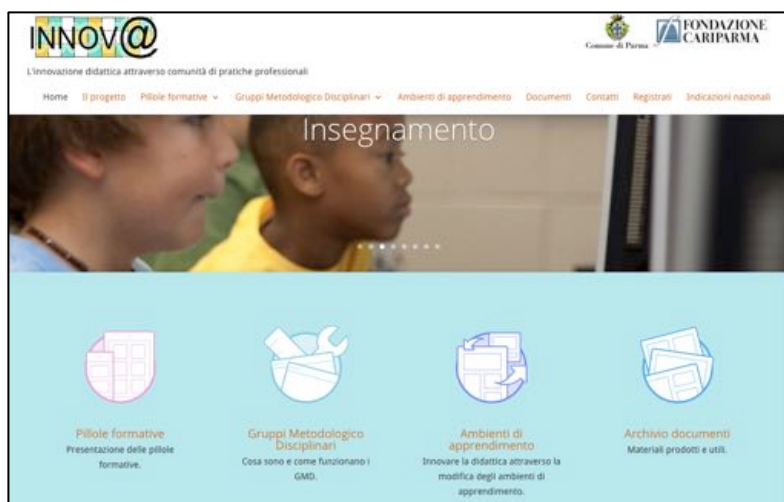 INNOV@
Comune di Parma
FONDAZIONE
CARIPARMA
L'innovazione didattica attraverso comunità di pratiche professionali
Home Il progetto Pillole formative Gruppi Metodologico Disciplinari Ambienti di apprendimento Documenti Contatti Registrati Indicazioni nazionali
Insegnamento
Pillole formative
Presentazione delle pillole
formative.
Gruppi Metodologico
Disciplinari
Cosa sono e come funzionano i
GMD.
Ambienti di
apprendimento
Innovare la didattica attraverso la
modifica degli ambienti di
apprendimento.
Archivio documenti
Materiali prodotti e utili.